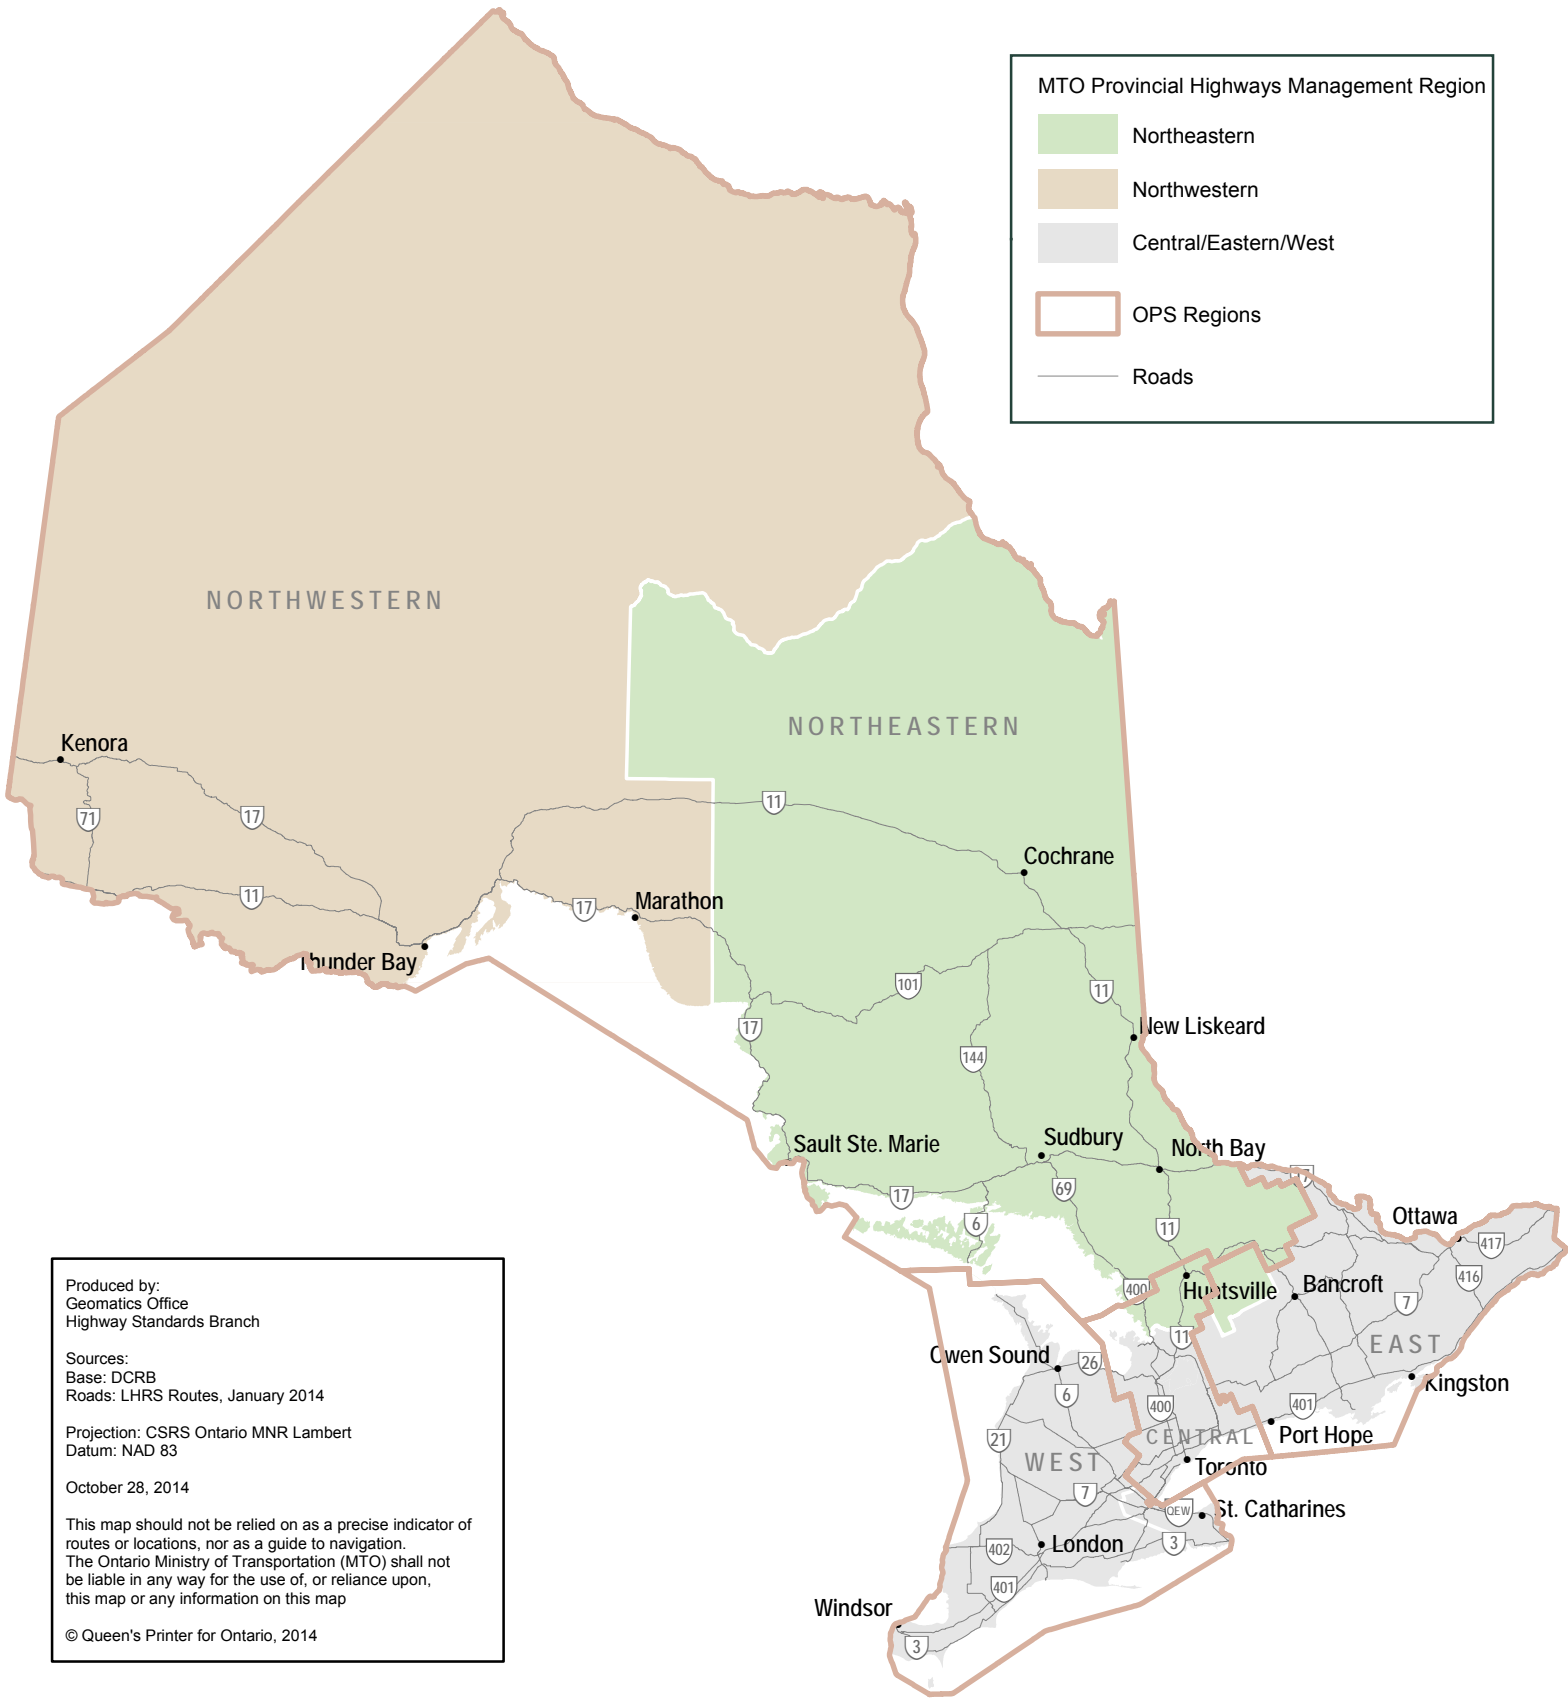 MTO Provincial Highways Management Region
Northeastern
Northwestern
Central/Eastern/West
OPS Regions
Roads
NORTHWESTERN
NORTHEASTERN
Kenora
71
17
11
11
Cochrane
Marathon
17
11
Thunder Bay
101
11
17
New Liskeard
144
Sault Ste. Marie
Sudbury
North Bay
17
69
17
6
11
Ottawa
417
416
400
Huntsville
Bancroft
7
11
EAST
Owen Sound
26
6
Kingston
400
401
21
CENTRAL
Port Hope
WEST
Toronto
7
QEW
St. Catharines
402
London
3
401
Windsor
3
Produced by:
Geomatics Office
Highway Standards Branch
Sources:
Base: DCRB
Roads: LHRS Routes, January 2014
Projection: CSRS Ontario MNR Lambert
Datum: NAD 83
October 28, 2014
This map should not be relied on as a precise indicator of
routes or locations, nor as a guide to navigation.
The Ontario Ministry of Transportation (MTO) shall not
be liable in any way for the use of, or reliance upon,
this map or any information on this map
© Queen's Printer for Ontario, 2014